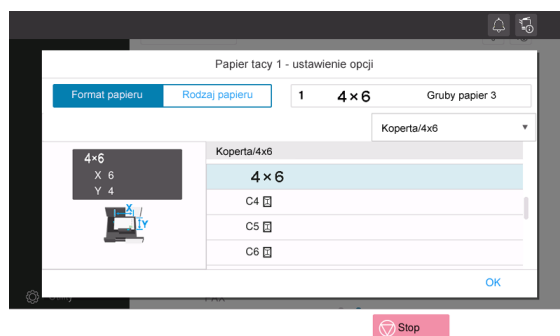 Papier tacy 1 - ustawienie opcji
Format papieru Rodzaj papieru 1 4×6 Gruby papier 3
Koperta/4x6
4×6
X 6
Y 4
X
Y
Koperta/4x6
4×6
C4
C5
C6
OK
Stop